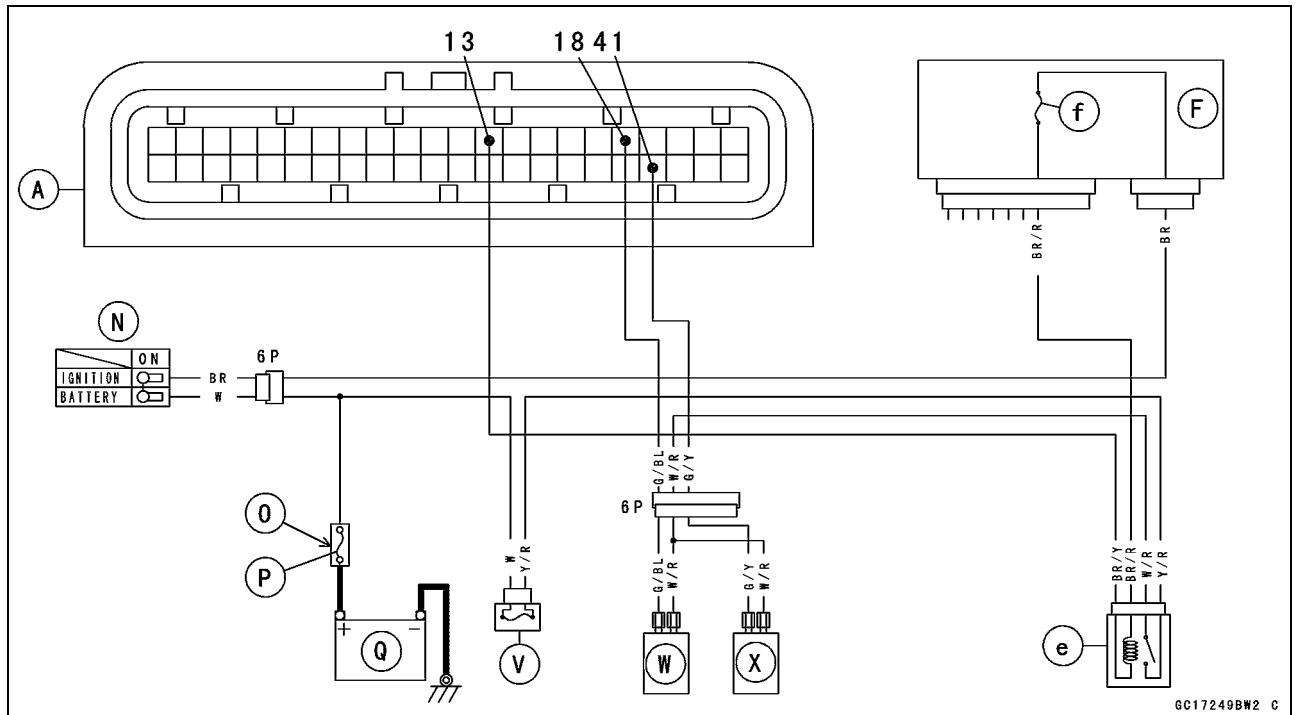 13
18 41
A
f
F
BR/R
BR
N
ON
IGNITION
BATTERY
BR
W
6P
G/BL
W/R
G/Y
6P
O
P
W
Y/R
G/BL
W/R
G/Y
W/R
BR/Y
BR/R
W/R
Y/R
+
−
Q
V
W
X
e
GC17249BW2 C